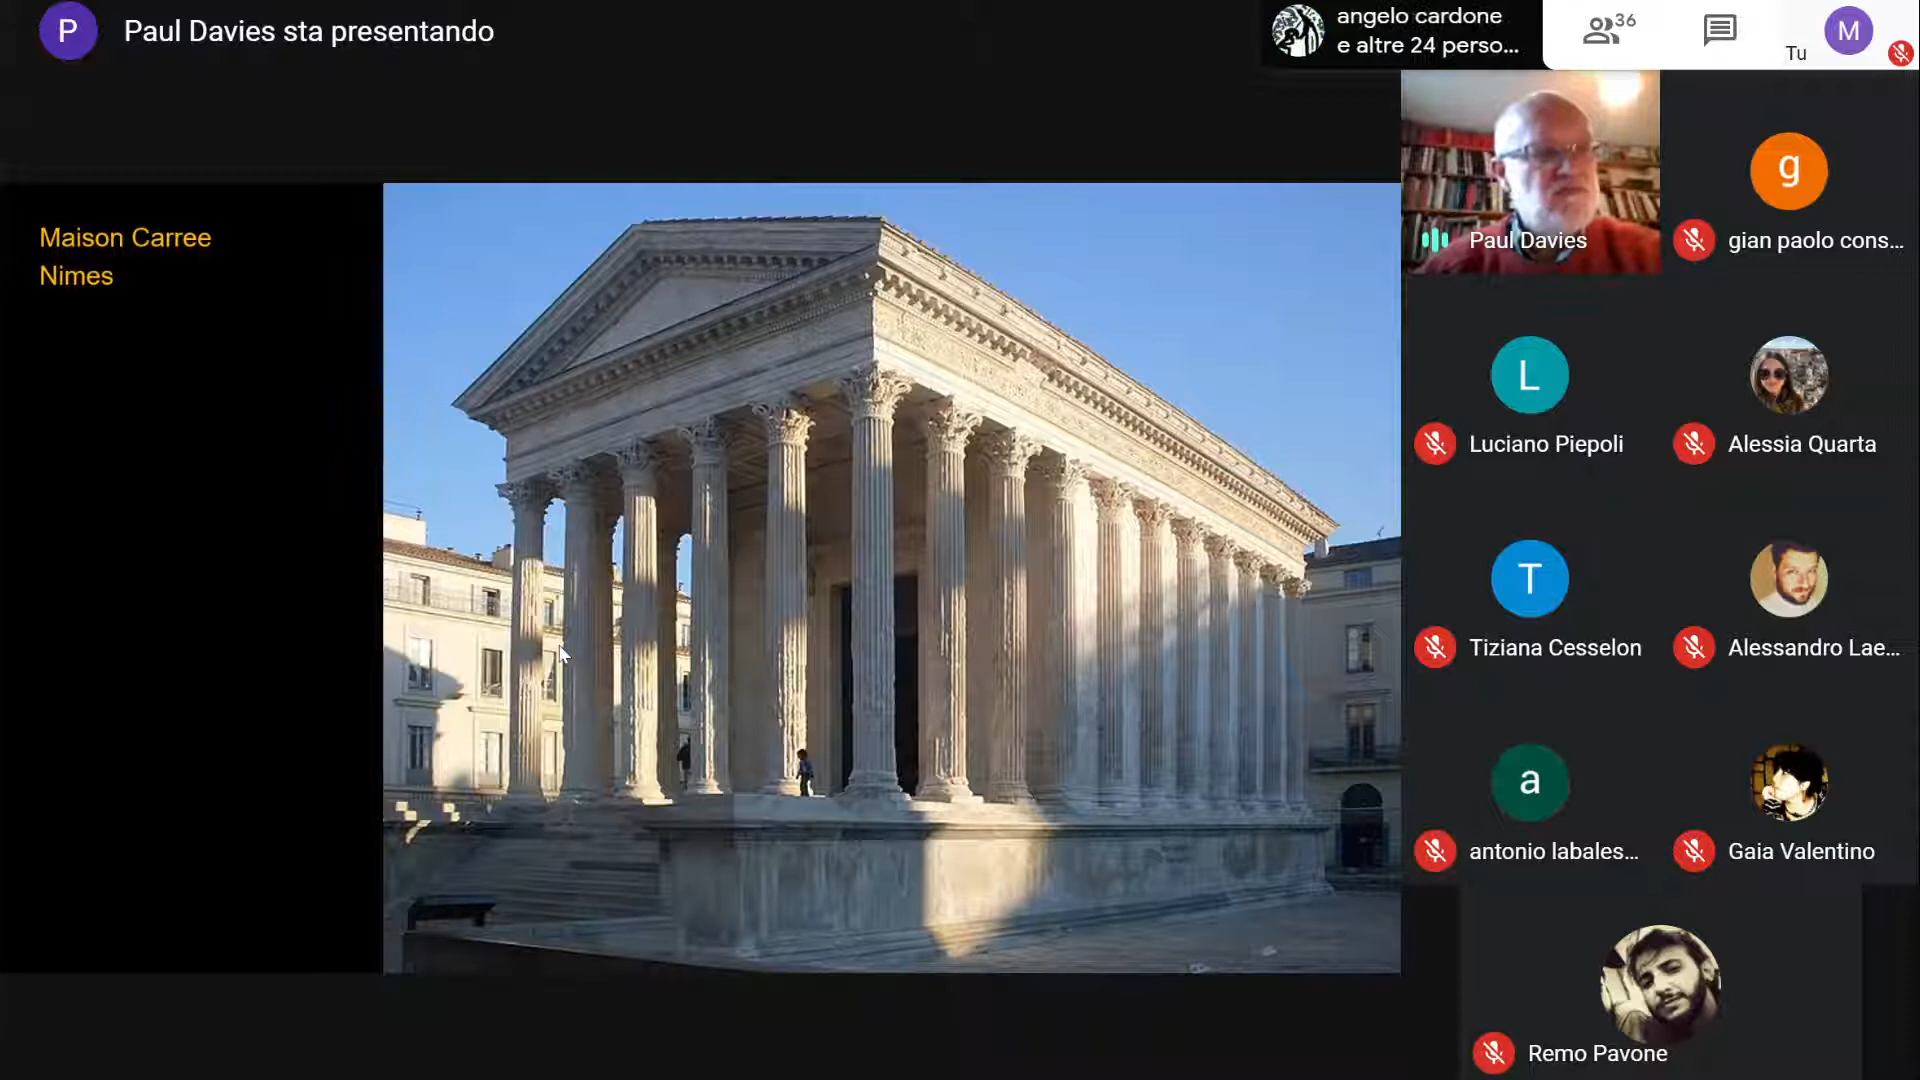 P
Paul Davies sta presentando
angelo cardone
e altre 24 perso...
36
Tu
M
Maison Carree
Nimes
Paul Davies
g
gian paolo cons...
L
Luciano Piepoli
Alessia Quarta
T
Tiziana Cesselon
Alessandro Lae...
a
antonio labales...
Gaia Valentino
Remo Pavone